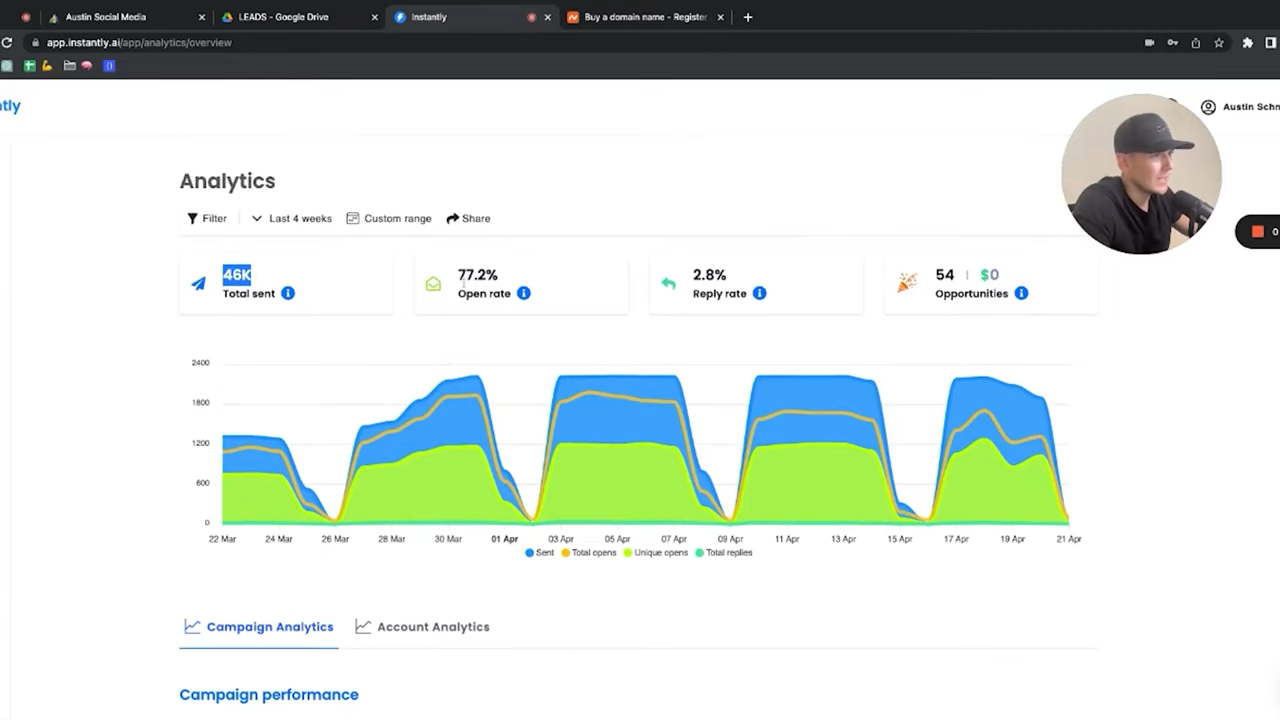 Austin Social Media
LEADS - Google Drive
Instantly
Buy a domain name - Register
app.instantly.ai/app/analytics/overview
ntly
Austin Schn
Analytics
Filter
Last 4 weeks
Custom range
Share
46K
Total sent
77.2%
Open rate
2.8%
Reply rate
54 | $0
Opportunities
0
2400
1800
1200
600
0
22 Mar 24 Mar 26 Mar 28 Mar 30 Mar 01 Apr 03 Apr 05 Apr 07 Apr 09 Apr 11 Apr 13 Apr 15 Apr 17 Apr 19 Apr 21 Apr
Sent Total opens Unique opens Total replies
Campaign Analytics
Account Analytics
Campaign performance